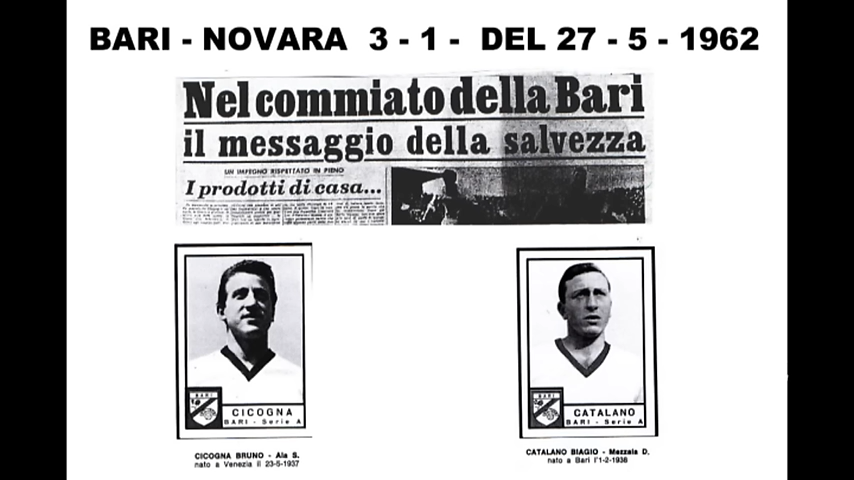 BARI - NOVARA 3 - 1 - DEL 27 - 5 - 1962
Nel commiato della Bari
il messaggio della salvezza
UN IMPEGNO RISPETTATO IN PIENO
I prodotti di casa...
BARI
CICOGNA
BARI - Serie A
CICOGNA BRUNO - Ala S.
nato a Venezia il 23-5-1937
BARI
CATALANO
BARI - Serie A
CATALANO BIAGIO - Mezzala D.
nato a Bari l'1-2-1938